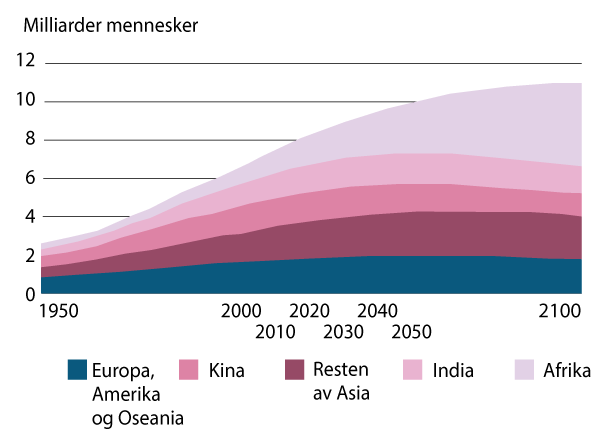 Milliarder mennesker
12
10
8
6
4
2
0
1950 2000 2020 2040 2100
2010 2030 2050
Europa, Amerika og Oseania
Kina
Resten av Asia
India
Afrika